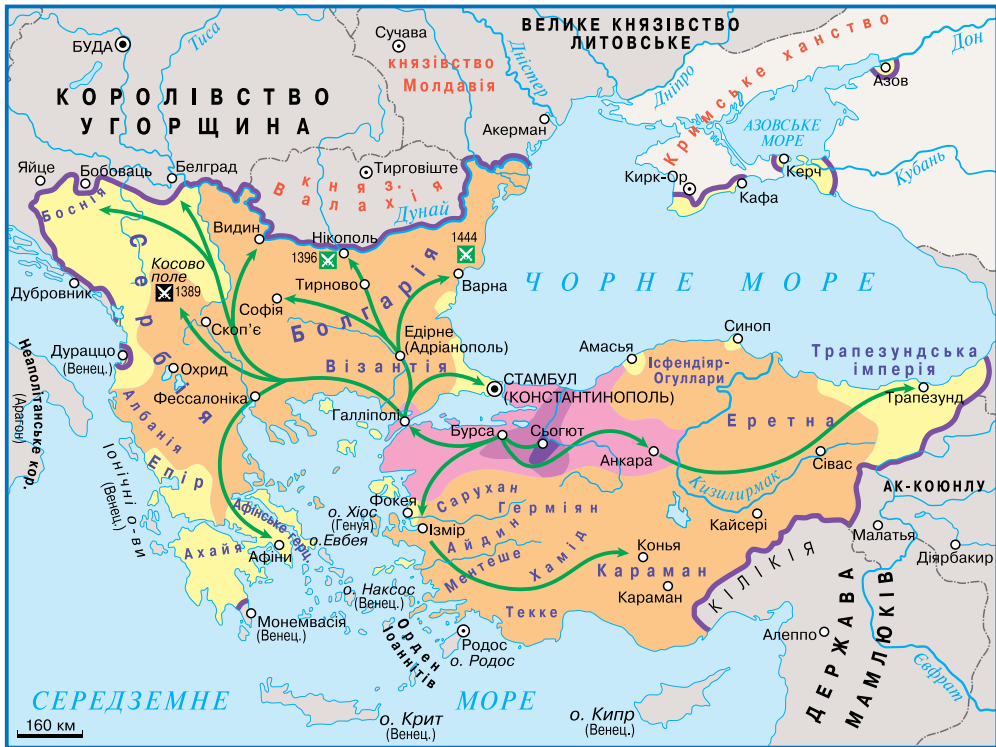 БУДА
Тиса
Сучава
князівство
Молдавія
Дністер
ВЕЛИКЕ КНЯЗІВСТВО
ЛИТОВСЬКЕ
Дніпро
Кримське ханство
Дон
Азов
КОРОЛІВСТВО
УГОРЩИНА
Акерман
АЗОВСЬКЕ
МОРЕ
Кубань
Яйце
Бобоваць
Белград
Тирговіште
княз.
Валахія
Дунай
Кирк-Ор
Кафа
Керч
Боснія
Видин
Нікополь
1396
1444
Сербія
Косово
поле
1389
Болгарія
Варна
ЧОРНЕ МОРЕ
Дубровник
Тирново
Софія
Скоп'є
Едірне
(Адріанополь)
Синоп
Амасья
Ісфендіяр-
Огуллари
Трапезундська
імперія
Трапезунд
Неаполітанське кор.
(Арагон)
Дураццо
(Венец.)
Охрид
Візантія
СТАМБУЛ
(КОНСТАНТИНОПОЛЬ)
Албанія
Фессалоніка
Галліполі
Бурса
Сьогют
Еретна
Анкара
Сівас
Епір
Іонічні о-ви
(Венец.)
Кизилирмак
АК-КОЮНЛУ
Фокея
Сарухан
Герміян
о. Хіос
(Генуя)
Ізмір
Айдин
Кайсері
Малатья
Афінське герц.
о.Евбея
Ментеше
Хамід
Конья
Діярбакир
Ахайя
Афіни
Караман
Караман
КІЛІКІЯ
о. Наксос
(Венец.)
Текке
Монемвасія
(Венец.)
Орден
Іоаннітів
Родос
о. Родос
Алеппо
ДЕРЖАВА
МАМЛЮКІВ
Євфрат
СЕРЕДЗЕМНЕ МОРЕ
о. Крит
(Венец.)
о. Кипр
(Венец.)
160 км